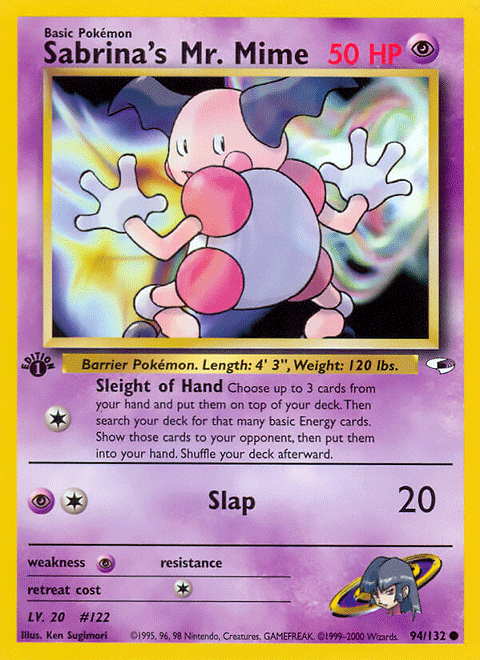 Basic Pokémon
Sabrina's Mr. Mime 50 HP
EDITION
1
Barrier Pokémon. Length: 4' 3", Weight: 120 lbs.
Sleight of Hand Choose up to 3 cards from
your hand and put them on top of your deck. Then
search your deck for that many basic Energy cards.
Show those cards to your opponent, then put them
into your hand. Shuffle your deck afterward.
Slap 20
weakness resistance
retreat cost
LV. 20 #122
Illus. Ken Sugimori ©1995, 96, 98 Nintendo, Creatures, GAMEFREAK. ©1999-2000 Wizards. 94/132